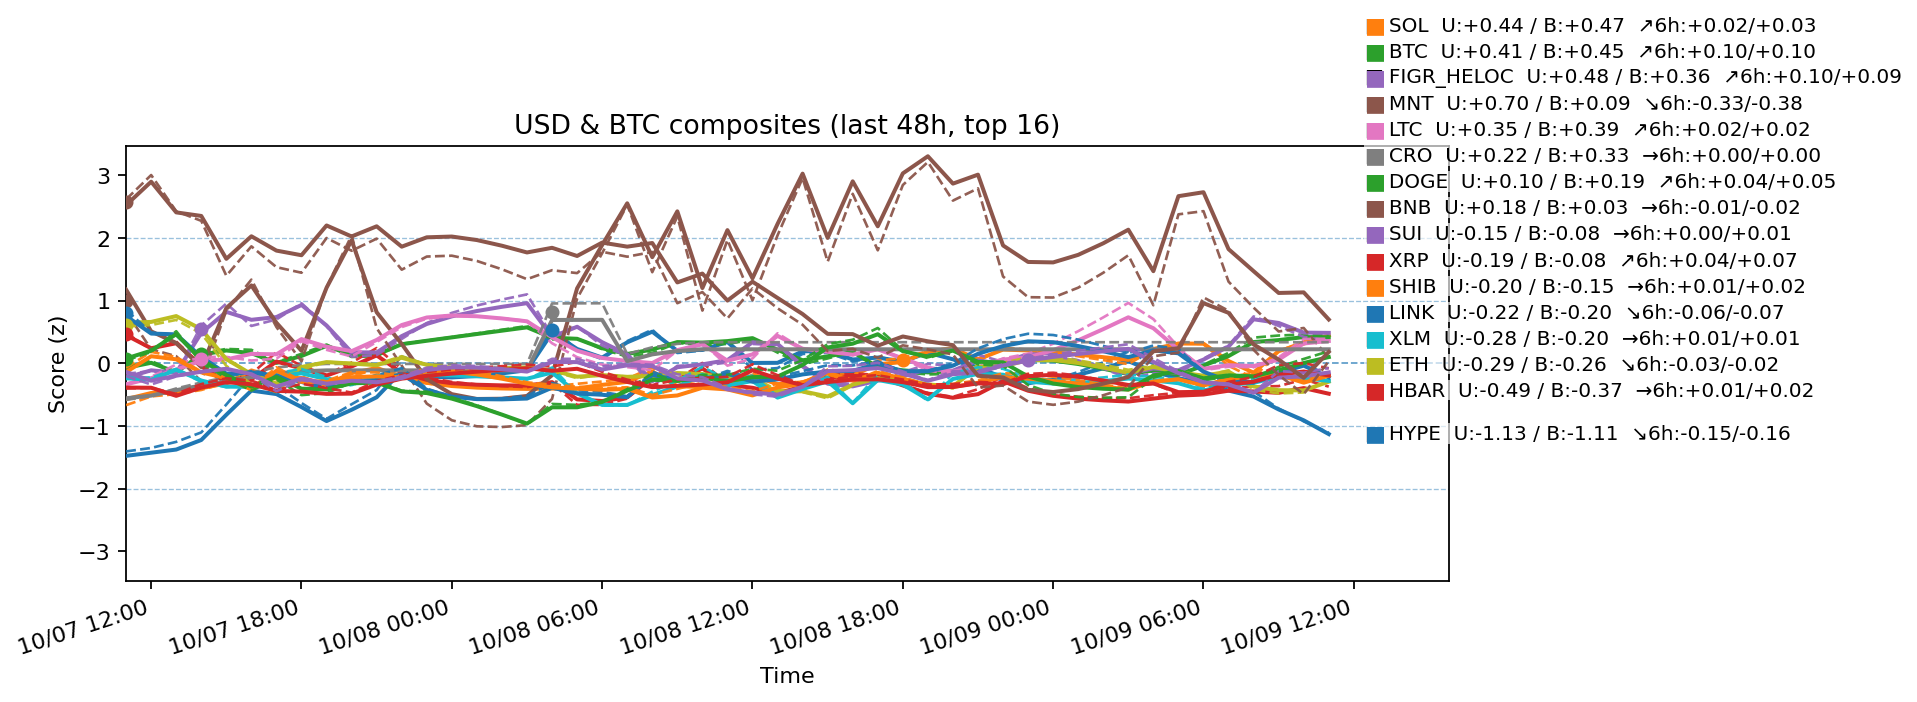 SOL U:+0.44 / B:+0.47 ↗6h:+0.02/+0.03
BTC U:+0.41 / B:+0.45 ↗6h:+0.10/+0.10
FIGR_HELOC U:+0.48 / B:+0.36 ↗6h:+0.10/+0.09
MNT U:+0.70 / B:+0.09 ↘6h:-0.33/-0.38
LTC U:+0.35 / B:+0.39 ↗6h:+0.02/+0.02
CRO U:+0.22 / B:+0.33 →6h:+0.00/+0.00
DOGE U:+0.10 / B:+0.19 ↗6h:+0.04/+0.05
BNB U:+0.18 / B:+0.03 →6h:-0.01/-0.02
SUI U:-0.15 / B:-0.08 →6h:+0.00/+0.01
XRP U:-0.19 / B:-0.08 ↗6h:+0.04/+0.07
SHIB U:-0.20 / B:-0.15 →6h:+0.01/+0.02
LINK U:-0.22 / B:-0.20 ↘6h:-0.06/-0.07
XLM U:-0.28 / B:-0.20 →6h:+0.01/+0.01
ETH U:-0.29 / B:-0.26 ↘6h:-0.03/-0.02
HBAR U:-0.49 / B:-0.37 →6h:+0.01/+0.02
HYPE U:-1.13 / B:-1.11 ↘6h:-0.15/-0.16
USD & BTC composites (last 48h, top 16)
Score (z)
3
2
1
0
−1
−2
−3
10/07 12:00
10/07 18:00
10/08 00:00
10/08 06:00
10/08 12:00
10/08 18:00
10/09 00:00
10/09 06:00
10/09 12:00
Time